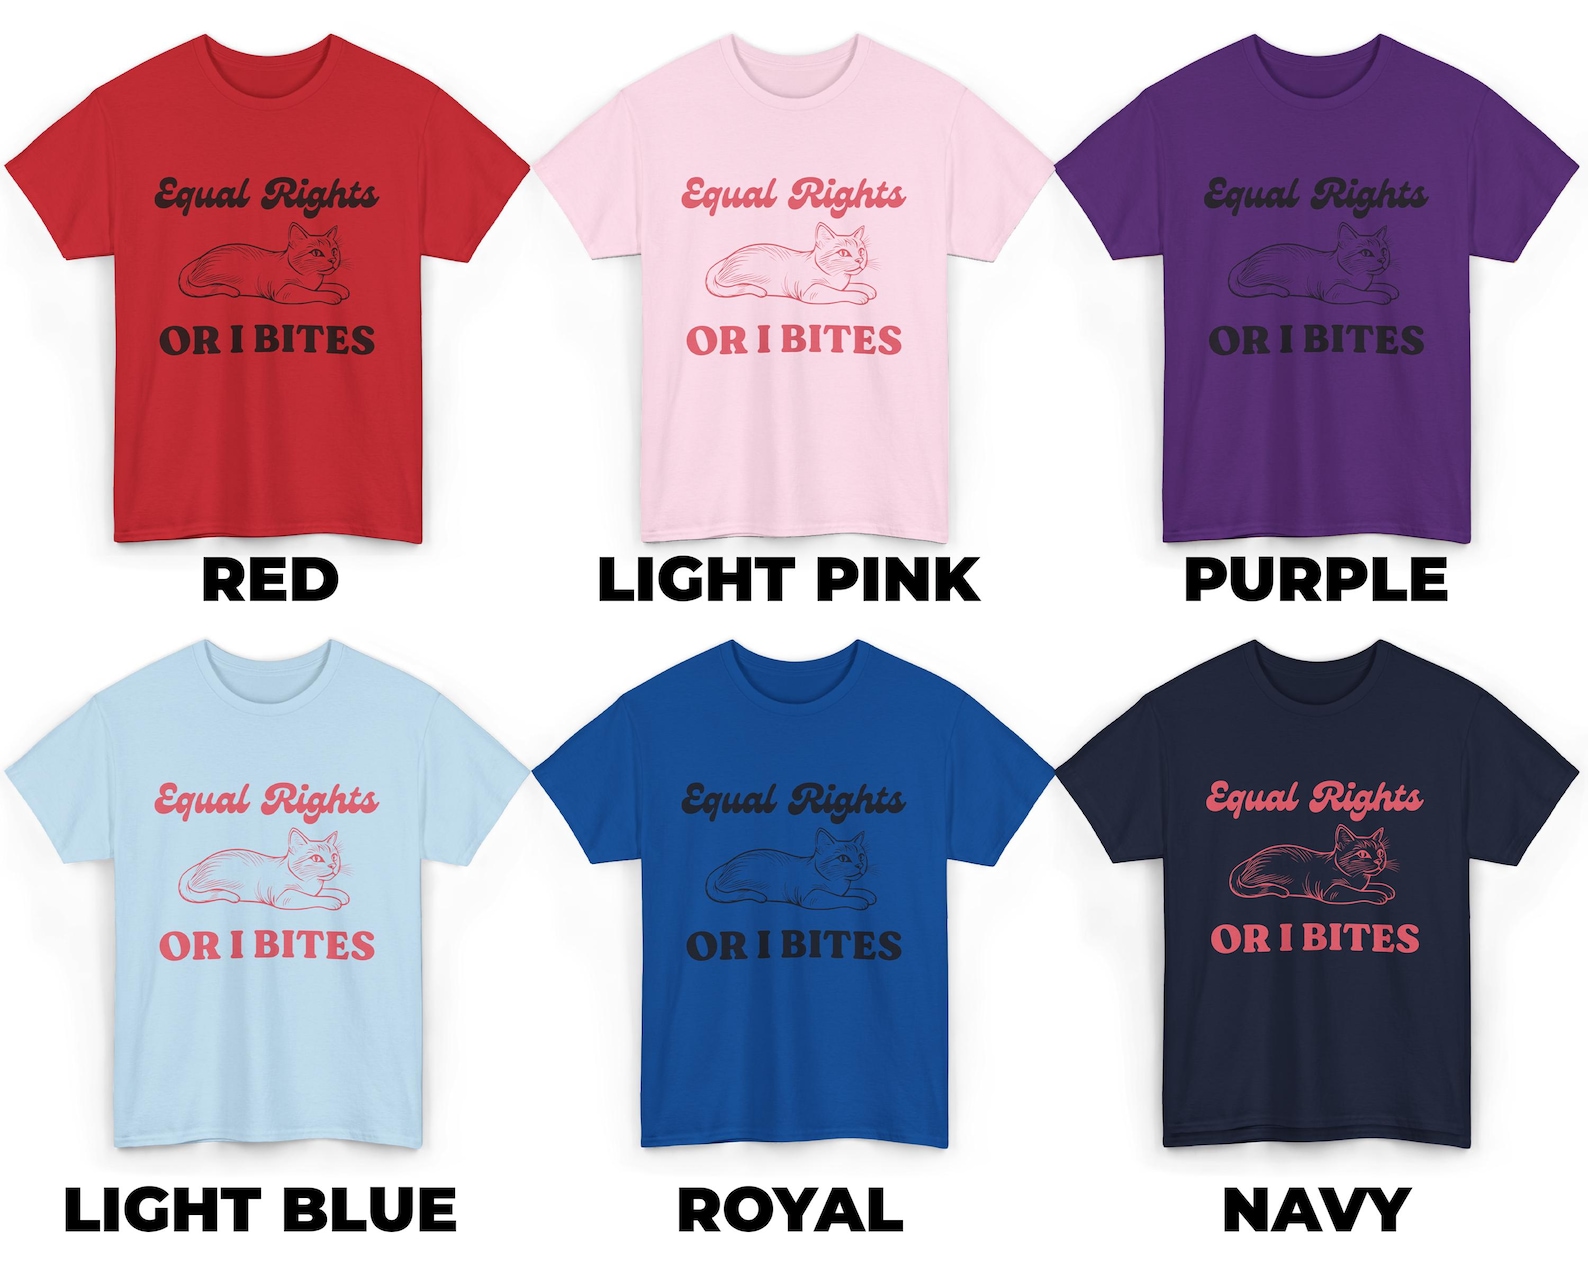 Equal Rights
OR I BITES
RED
Equal Rights
OR I BITES
LIGHT PINK
Equal Rights
OR I BITES
PURPLE
Equal Rights
OR I BITES
LIGHT BLUE
Equal Rights
OR I BITES
ROYAL
Equal Rights
OR I BITES
NAVY